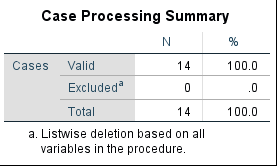 Case Processing Summary
N %
Cases Valid 14 100.0
Excludedᵃ 0 .0
Total 14 100.0
a. Listwise deletion based on all
variables in the procedure.